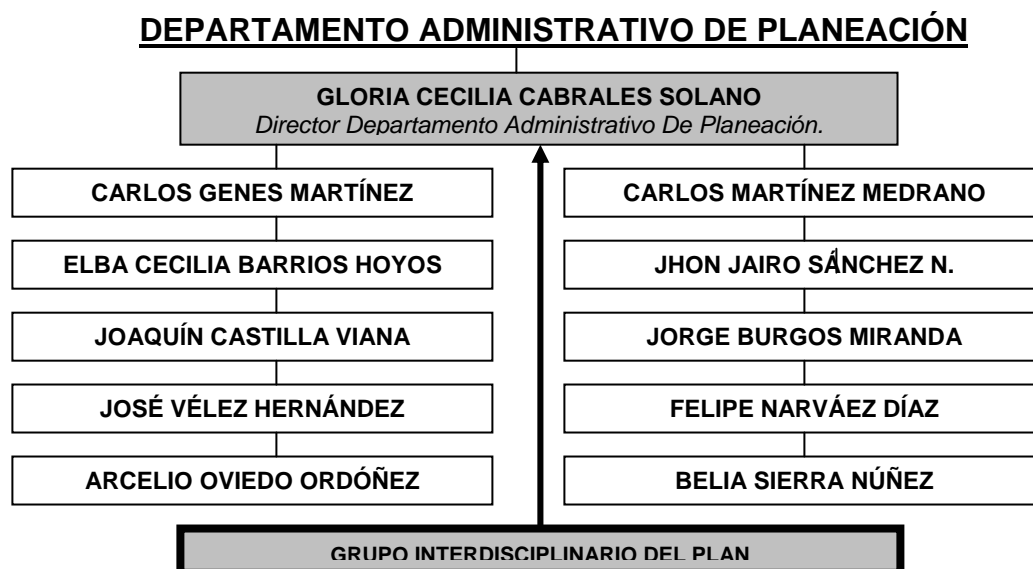 DEPARTAMENTO ADMINISTRATIVO DE PLANEACIÓN
GLORIA CECILIA CABRALES SOLANO
Director Departamento Administrativo De Planeación.
CARLOS GENES MARTÍNEZ
CARLOS MARTÍNEZ MEDRANO
ELBA CECILIA BARRIOS HOYOS
JHON JAIRO SÁNCHEZ N.
JOAQUÍN CASTILLA VIANA
JORGE BURGOS MIRANDA
JOSÉ VÉLEZ HERNÁNDEZ
FELIPE NARVÁEZ DÍAZ
ARCELIO OVIEDO ORDÓÑEZ
BELIA SIERRA NÚÑEZ
GRUPO INTERDISCIPLINARIO DEL PLAN